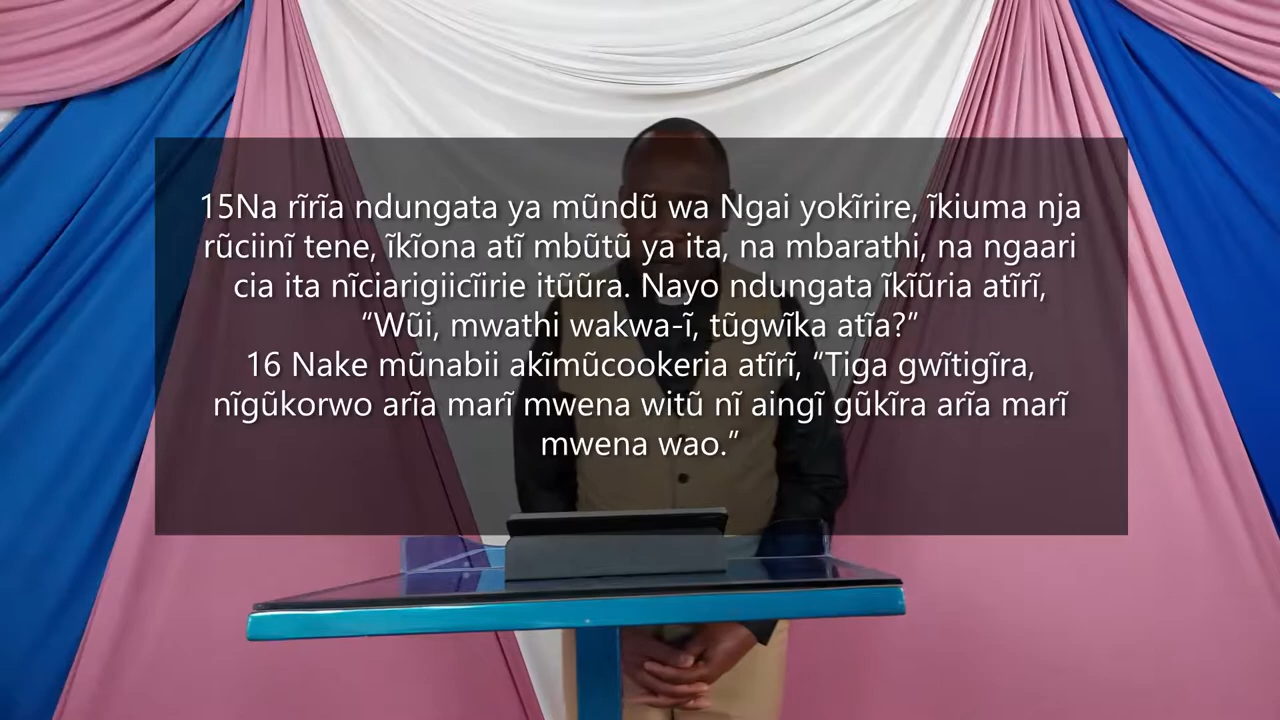 15Na rĩrĩa ndungata ya mũndũ wa Ngai yokĩrire, ĩkiuma nja
rũciinĩ tene, ĩkĩona atĩ mbũtũ ya ita, na mbarathi, na ngaari
cia ita nĩciarigiicĩirie itũũra. Nayo ndungata ĩkĩũria atĩrĩ,
“Wũi, mwathi wakwa-ĩ, tũgwĩka atĩa?”
16 Nake mũnabii akĩmũcookeria atĩrĩ, “Tiga gwĩtigĩra,
nĩgũkorwo arĩa marĩ mwena witũ nĩ aingĩ gũkĩra arĩa marĩ
mwena wao.”